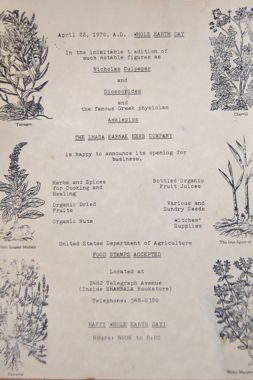 April 22, 1970, A.D. WHOLE EARTH DAY
In the inimitable tradition of
such notable figures as
Nicholas Culpeper
and
Dioscorides
and
the famous Greek physician
Asklepios
THE LHASA KARNAK HERB COMPANY
is happy to announce its opening for
business.
Herbs and Spices
for Cooking and
Healing
Organic Dried
Fruits
Organic Nuts
Bottled Organic
Fruit Juices
Various and
Sundry Seeds
Witches'
Supplies
United States Department of Agriculture
FOOD STAMPS ACCEPTED
Located at
2482 Telegraph Avenue
(Inside SHAMBALA Bookstore)
Telephone: 548-0380
HAPPY WHOLE EARTH DAY!
Hours: NOON to 8:00
Tarragon
Chervil